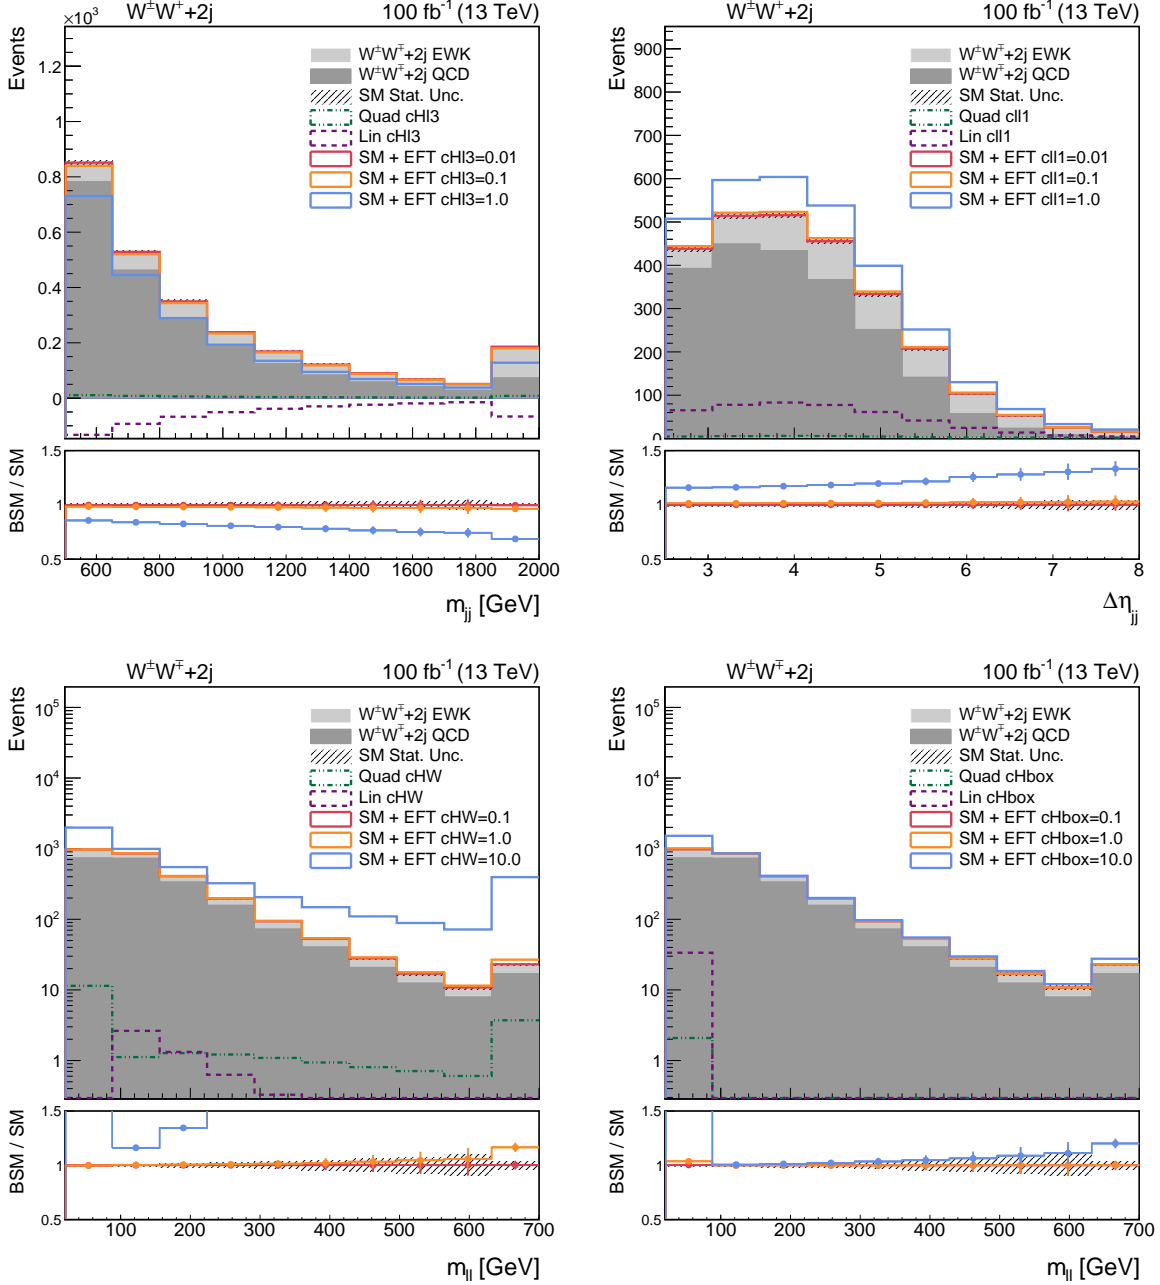 W±W∓+2j 100 fb-1 (13 TeV)
×10³
Events
1.2
1
0.8
0.6
0.4
0.2
0
W±W∓+2j EWK
W±W∓+2j QCD
SM Stat. Unc.
Quad cHl3
Lin cHl3
SM + EFT cHl3=0.01
SM + EFT cHl3=0.1
SM + EFT cHl3=1.0
BSM / SM
1.5
1
0.5
600 800 1000 1200 1400 1600 1800 2000
mjj [GeV]
W±W∓+2j 100 fb-1 (13 TeV)
Events
900
800
700
600
500
400
300
200
100
0
W±W∓+2j EWK
W±W∓+2j QCD
SM Stat. Unc.
Quad cll1
Lin cll1
SM + EFT cll1=0.01
SM + EFT cll1=0.1
SM + EFT cll1=1.0
BSM / SM
1.5
1
0.5
3 4 5 6 7 8
Δηjj
W±W∓+2j 100 fb-1 (13 TeV)
Events
10⁵
10⁴
10³
10²
10
1
W±W∓+2j EWK
W±W∓+2j QCD
SM Stat. Unc.
Quad cHW
Lin cHW
SM + EFT cHW=0.1
SM + EFT cHW=1.0
SM + EFT cHW=10.0
BSM / SM
1.5
1
0.5
100 200 300 400 500 600 700
mll [GeV]
W±W∓+2j 100 fb-1 (13 TeV)
Events
10⁵
10⁴
10³
10²
10
1
W±W∓+2j EWK
W±W∓+2j QCD
SM Stat. Unc.
Quad cHbox
Lin cHbox
SM + EFT cHbox=0.1
SM + EFT cHbox=1.0
SM + EFT cHbox=10.0
BSM / SM
1.5
1
0.5
100 200 300 400 500 600 700
mll [GeV]